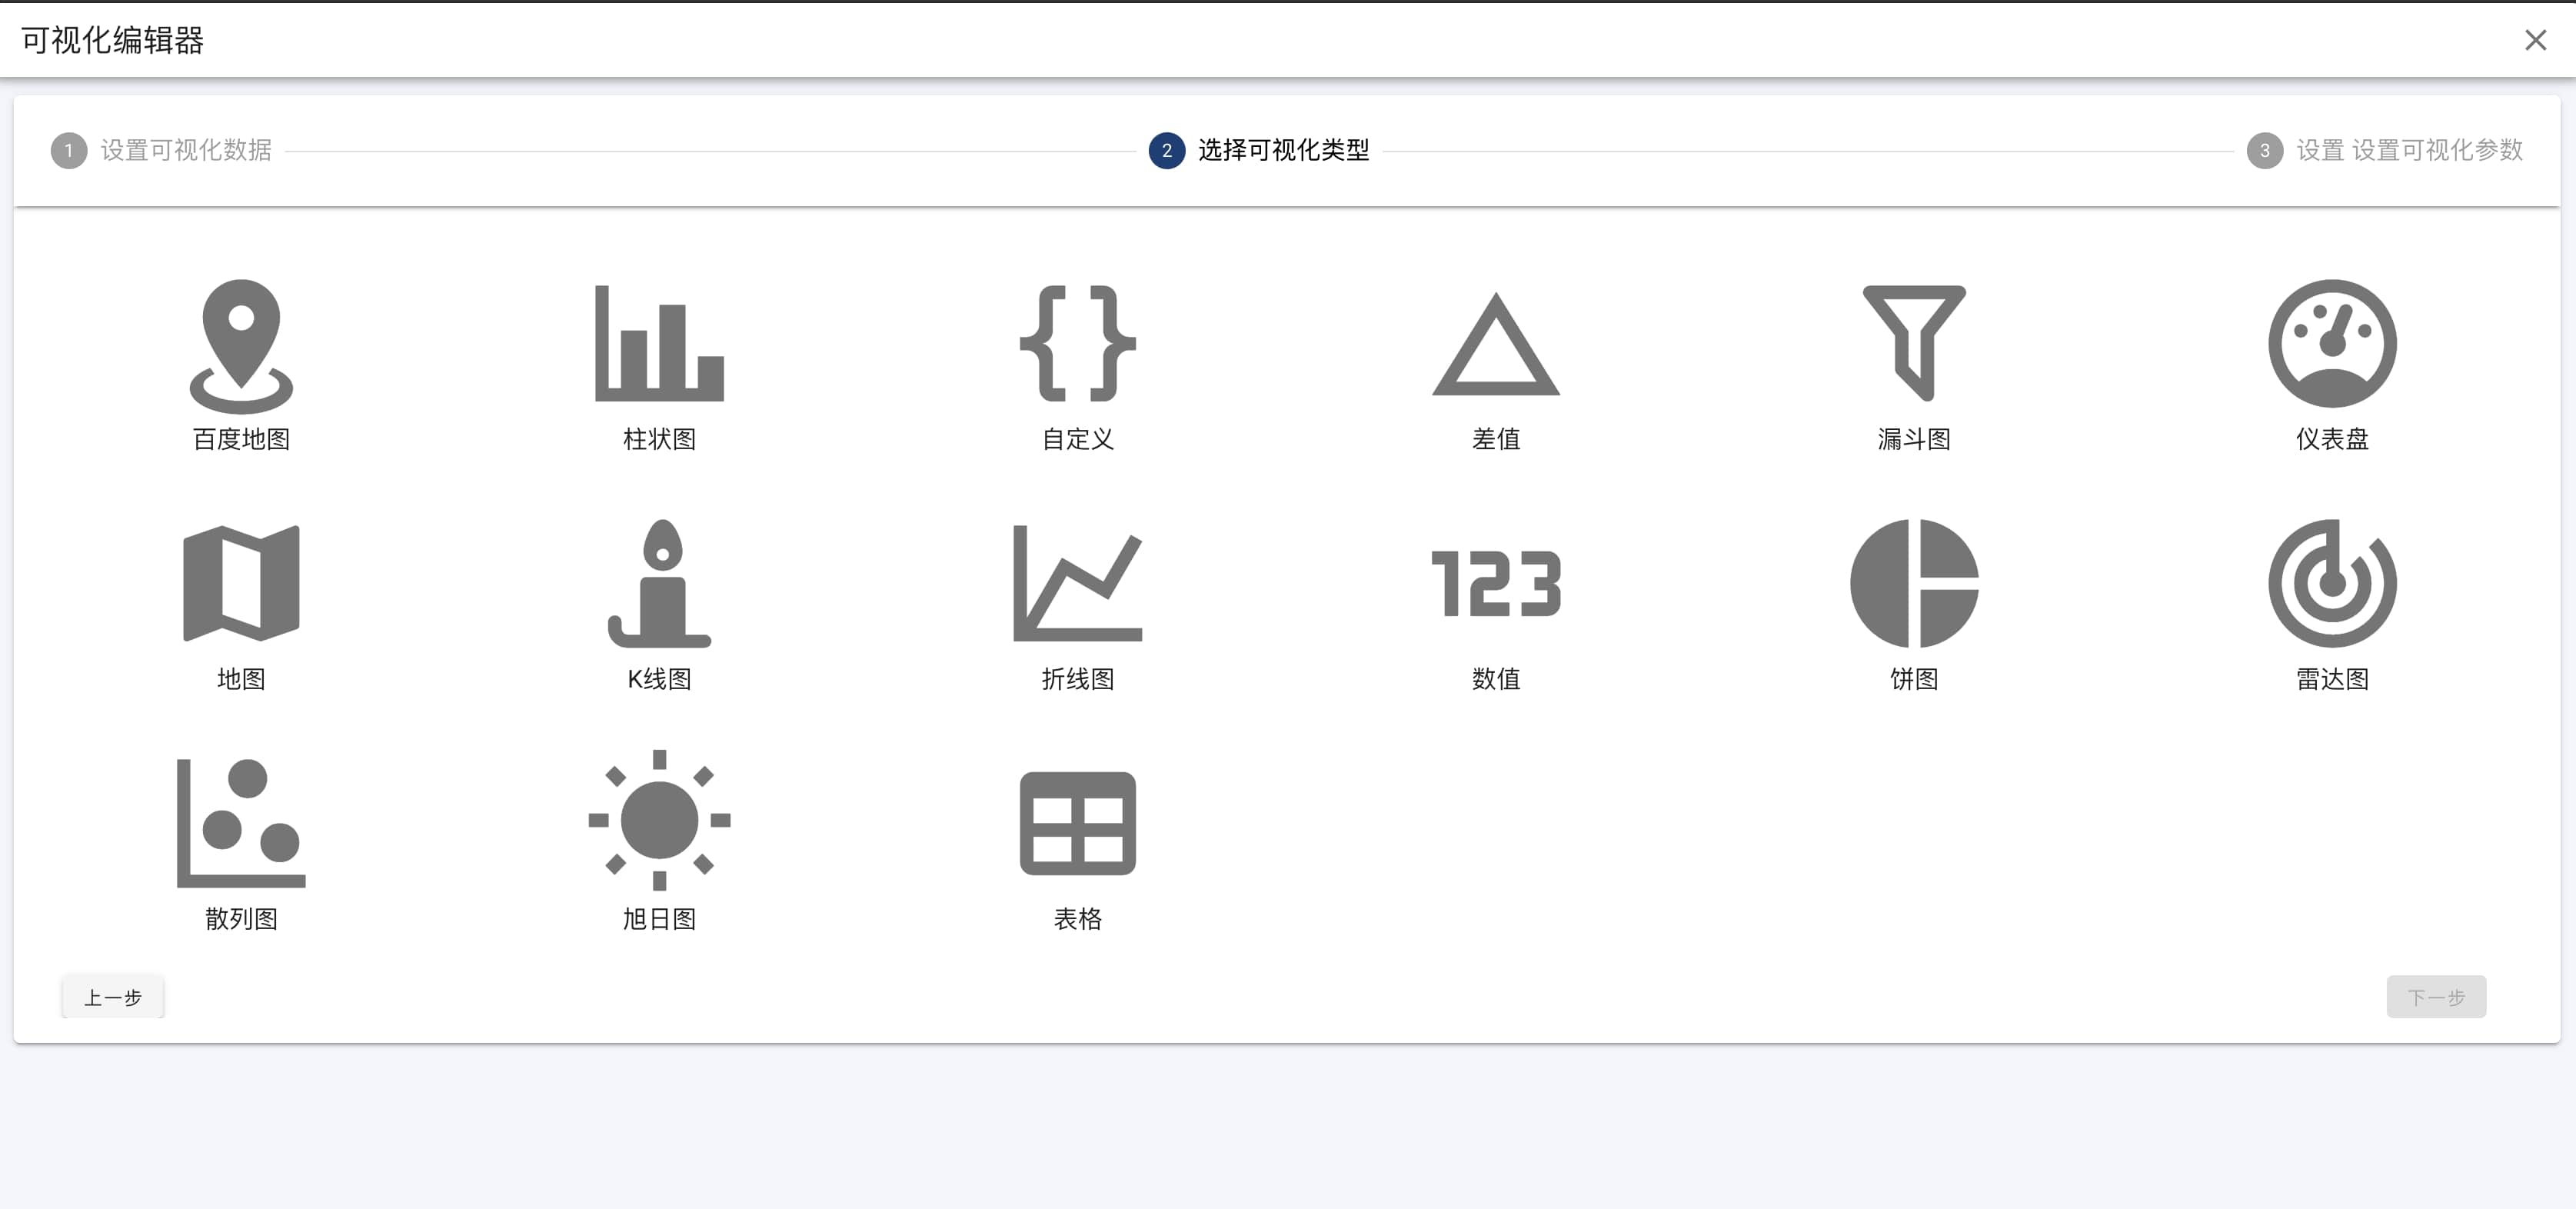 可视化编辑器
1 设置可视化数据
2 选择可视化类型
3 设置 设置可视化参数
百度地图
柱状图
自定义
差值
漏斗图
仪表盘
123
地图
K线图
折线图
数值
饼图
雷达图
散列图
旭日图
表格
上一步
下一步